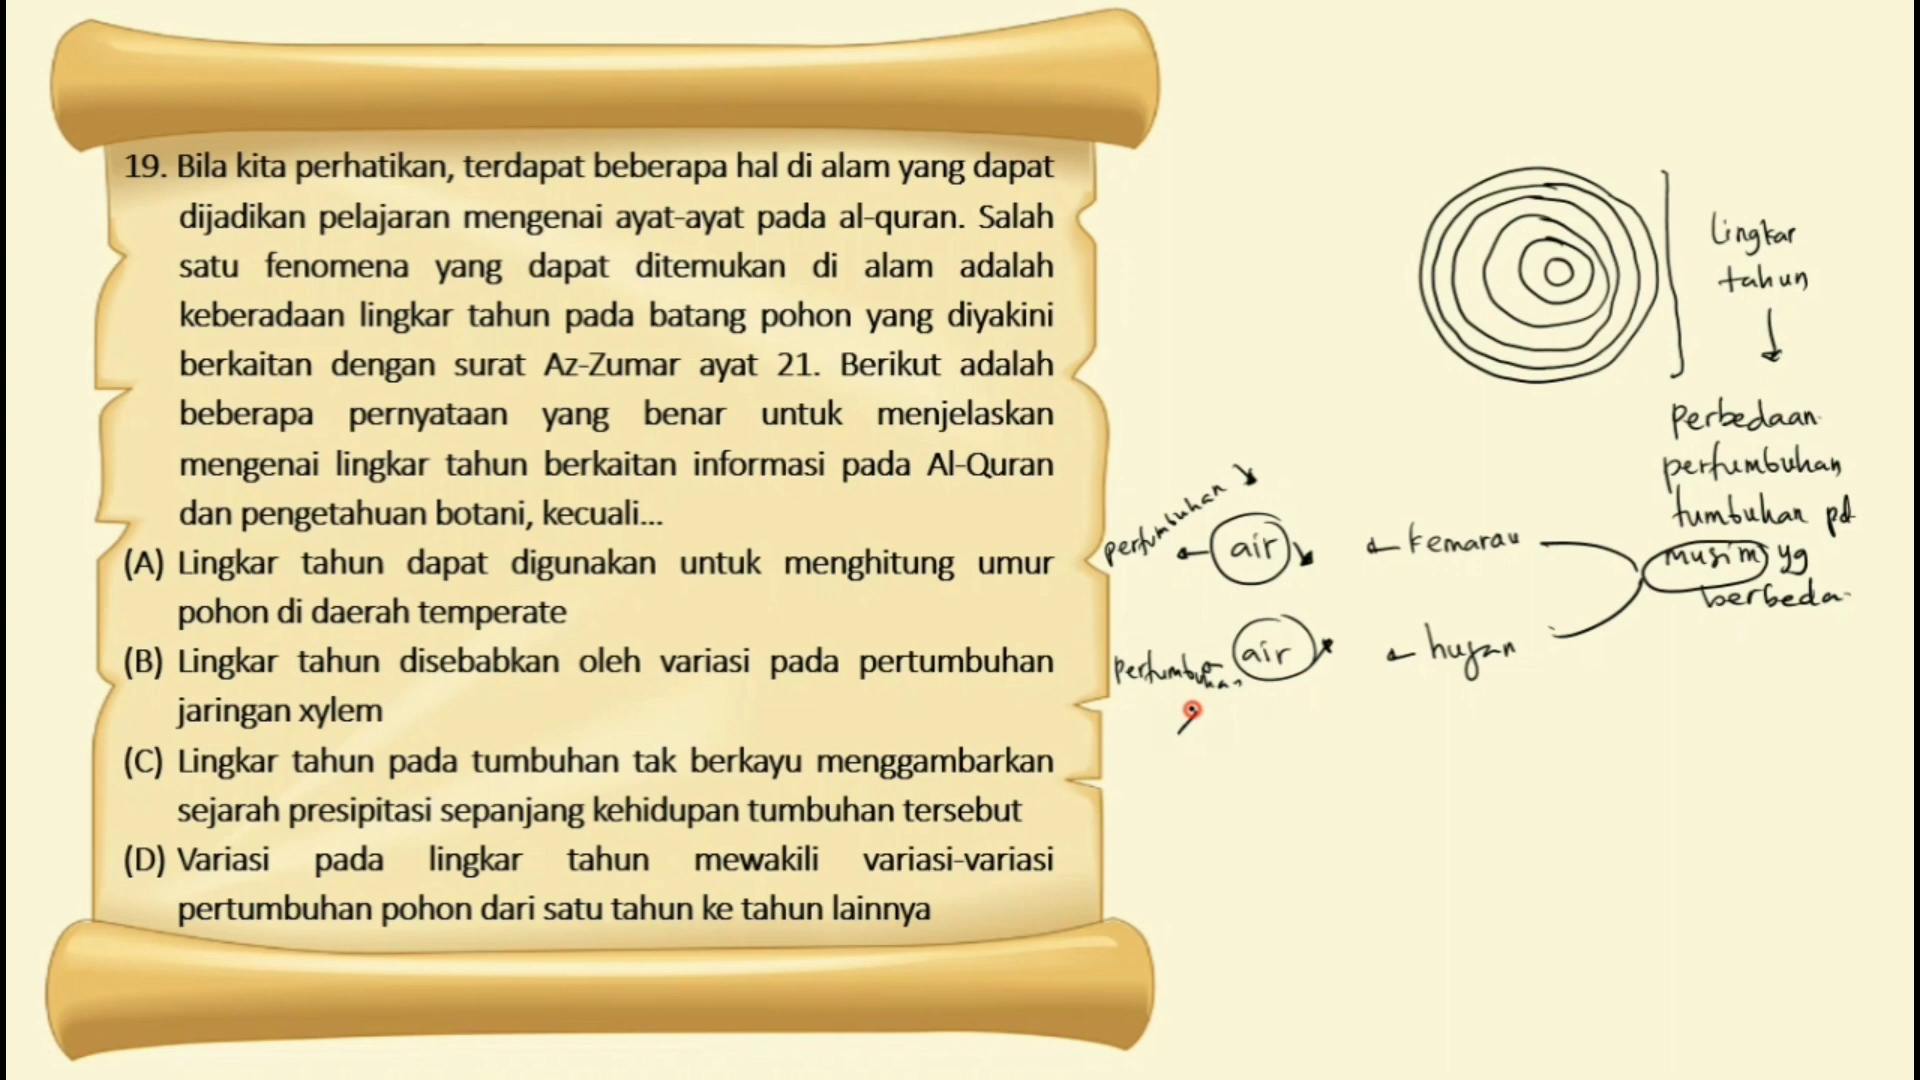 19. Bila kita perhatikan, terdapat beberapa hal di alam yang dapat
dijadikan pelajaran mengenai ayat-ayat pada al-quran. Salah
satu fenomena yang dapat ditemukan di alam adalah
keberadaan lingkar tahun pada batang pohon yang diyakini
berkaitan dengan surat Az-Zumar ayat 21. Berikut adalah
beberapa pernyataan yang benar untuk menjelaskan
mengenai lingkar tahun berkaitan informasi pada Al-Quran
dan pengetahuan botani, kecuali...
(A) Lingkar tahun dapat digunakan untuk menghitung umur
pohon di daerah temperate
(B) Lingkar tahun disebabkan oleh variasi pada pertumbuhan
jaringan xylem
(C) Lingkar tahun pada tumbuhan tak berkayu menggambarkan
sejarah presipitasi sepanjang kehidupan tumbuhan tersebut
(D) Variasi pada lingkar tahun mewakili variasi-variasi
pertumbuhan pohon dari satu tahun ke tahun lainnya
Lingkar
tahun
perbedaan
pertumbuhan
tumbuhan pd
musim yg
berbeda
kemarau
air
pertumbuhan
hujan
air
pertumbuhan